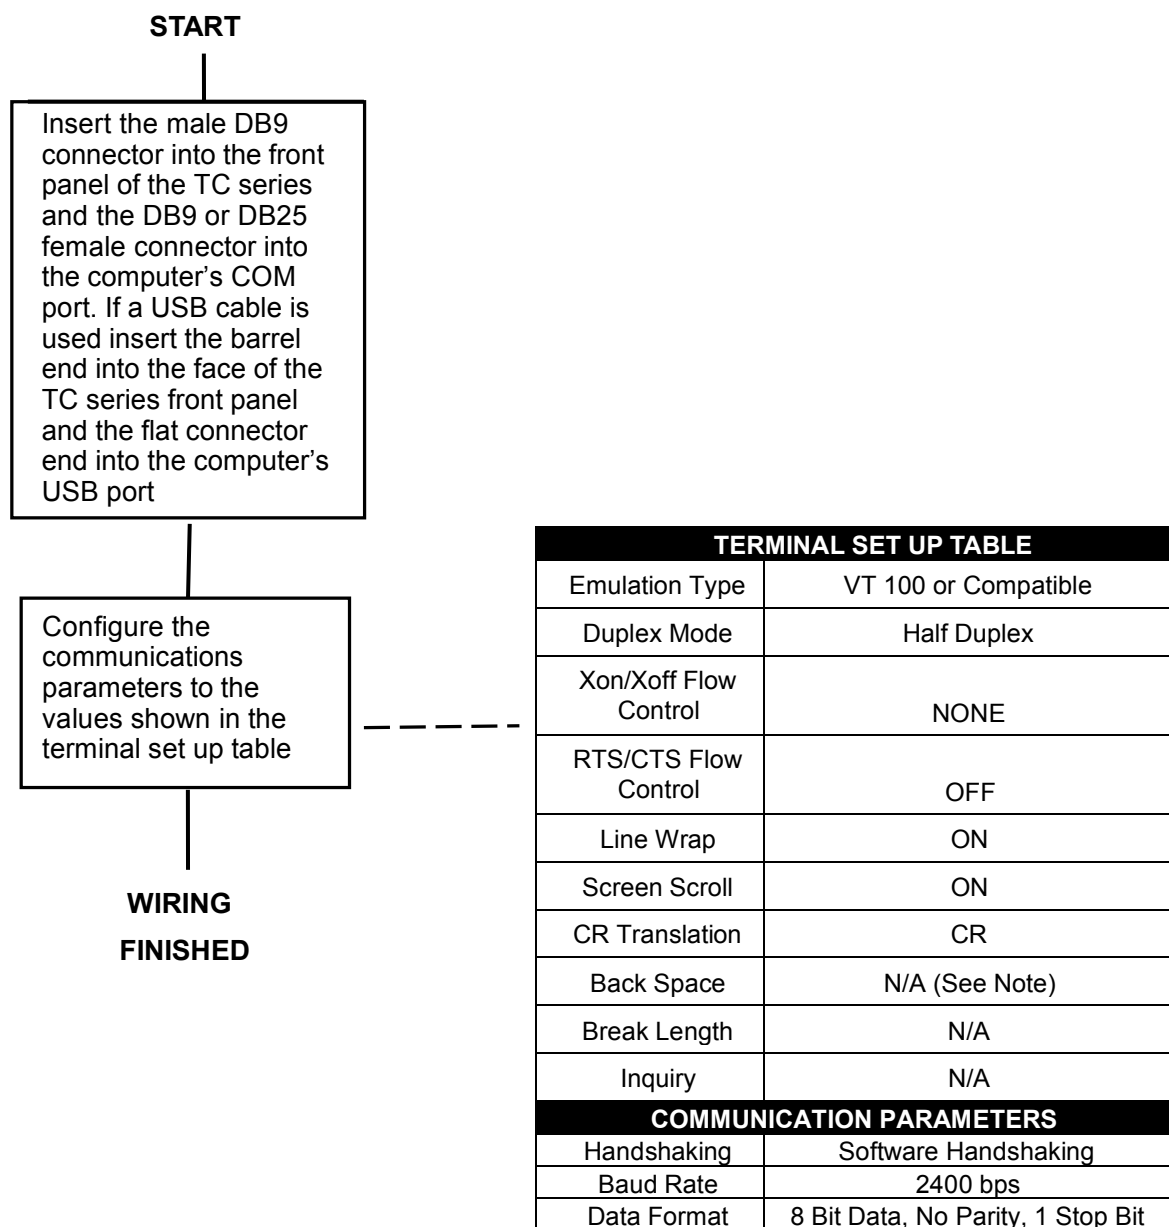 START
Insert the male DB9
connector into the front
panel of the TC series
and the DB9 or DB25
female connector into
the computer's COM
port. If a USB cable is
used insert the barrel
end into the face of the
TC series front panel
and the flat connector
end into the computer's
USB port
Configure the
communications
parameters to the
values shown in the
terminal set up table
WIRING
FINISHED
TERMINAL SET UP TABLE
Emulation Type VT 100 or Compatible
Duplex Mode Half Duplex
Xon/Xoff Flow
Control NONE
RTS/CTS Flow
Control OFF
Line Wrap ON
Screen Scroll ON
CR Translation CR
Back Space N/A (See Note)
Break Length N/A
Inquiry N/A
COMMUNICATION PARAMETERS
Handshaking Software Handshaking
Baud Rate 2400 bps
Data Format 8 Bit Data, No Parity, 1 Stop Bit